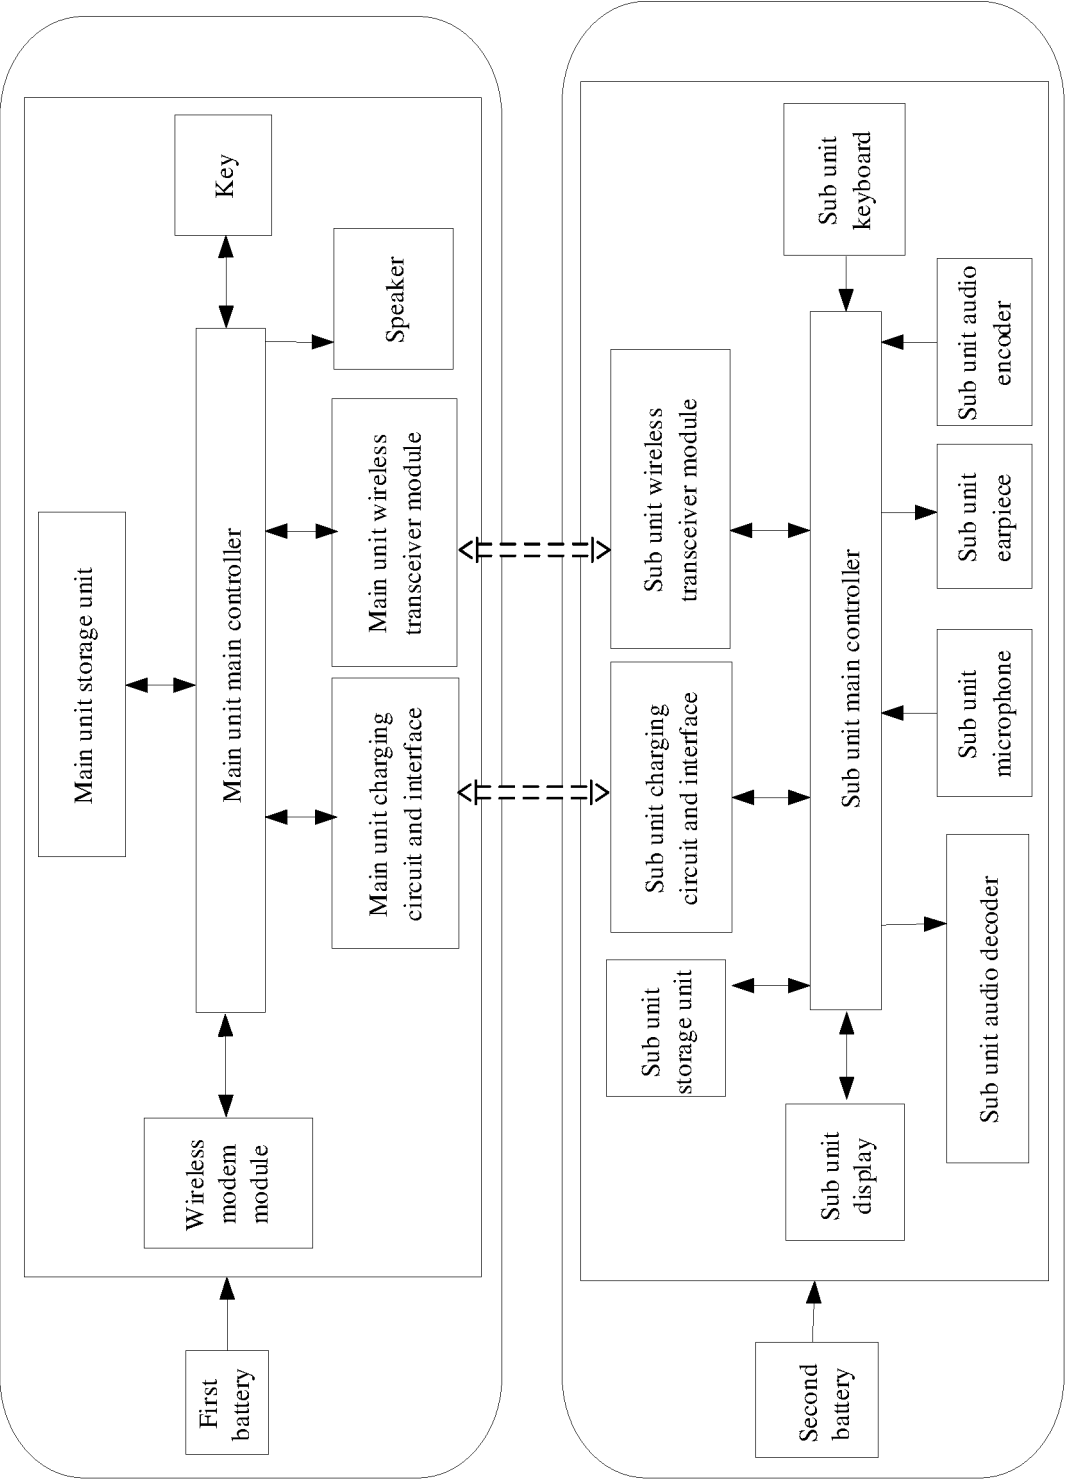 First
battery
Wireless
modem
module
Main unit storage unit
Main unit main controller
Key
Main unit charging
circuit and interface
Main unit wireless
transceiver module
Speaker
Second
battery
Sub unit
storage unit
Sub unit charging
circuit and interface
Sub unit wireless
transceiver module
Sub unit
display
Sub unit main controller
Sub unit
keyboard
Sub unit audio decoder
Sub unit
microphone
Sub unit
earpiece
Sub unit audio
encoder